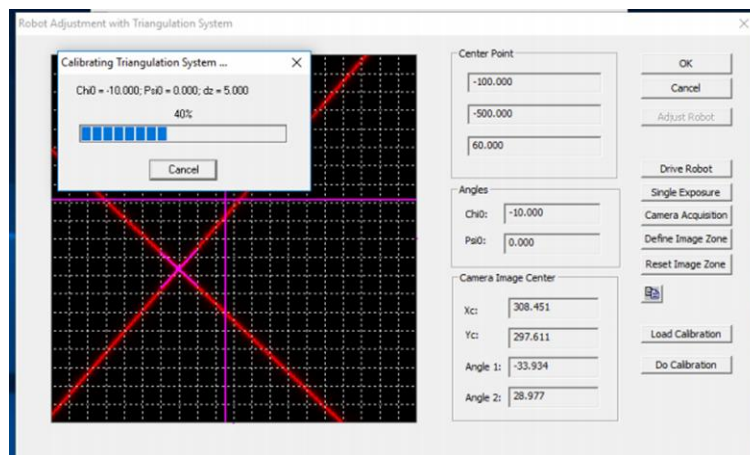 Robot Adjustment with Triangulation System
Calibrating Triangulation System ...
Chi0 = -10.000; Psi0 = 0.000; dz = 5.000
40%
Cancel
Center Point
-100.000
-500.000
60.000
Angles
Chi0: -10.000
Psi0: 0.000
Camera Image Center
Xc: 308.451
Yc: 297.611
Angle 1: -33.934
Angle 2: 28.977
OK
Cancel
Adjust Robot
Drive Robot
Single Exposure
Camera Acquisition
Define Image Zone
Reset Image Zone
Load Calibration
Do Calibration